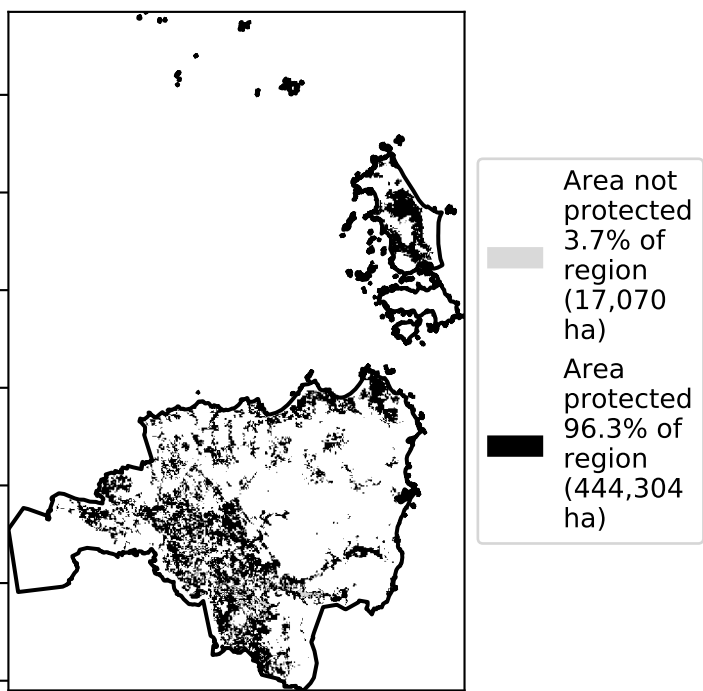 Area not
protected
3.7% of
region
(17,070
ha)
Area
protected
96.3% of
region
(444,304
ha)